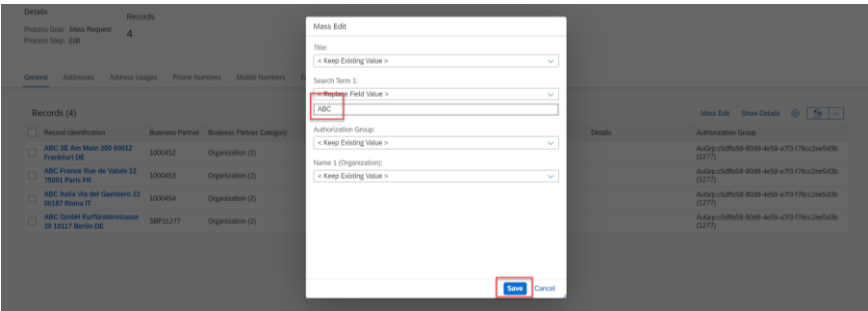 Details
Records
Process Goal: Mass Request
4
Process Step: Edit
General Addresses Address Usages Phone Numbers Mobile Numbers
Records (4)
Mass Edit Show Details
Record Identification Business Partner Business Partner Category Details Authorization Group
ABC SE Am Main 200 60012 Frankfurt DE
1000452 Organization (2)
(1277)
ABC France Rue de Valois 12 75001 Paris FR
1000453 Organization (2)
(1277)
ABC Italia Via del Gambero 22 00187 Roma IT
1000454 Organization (2)
(1277)
ABC GmbH Kurfürstenstrasse 30 10117 Berlin DE
SBP11277 Organization (2)
(1277)
Mass Edit
Title:
< Keep Existing Value >
Search Term 1:
< Replace Field Value >
ABC
Authorization Group:
< Keep Existing Value >
Name 1 (Organization):
< Keep Existing Value >
Save Cancel